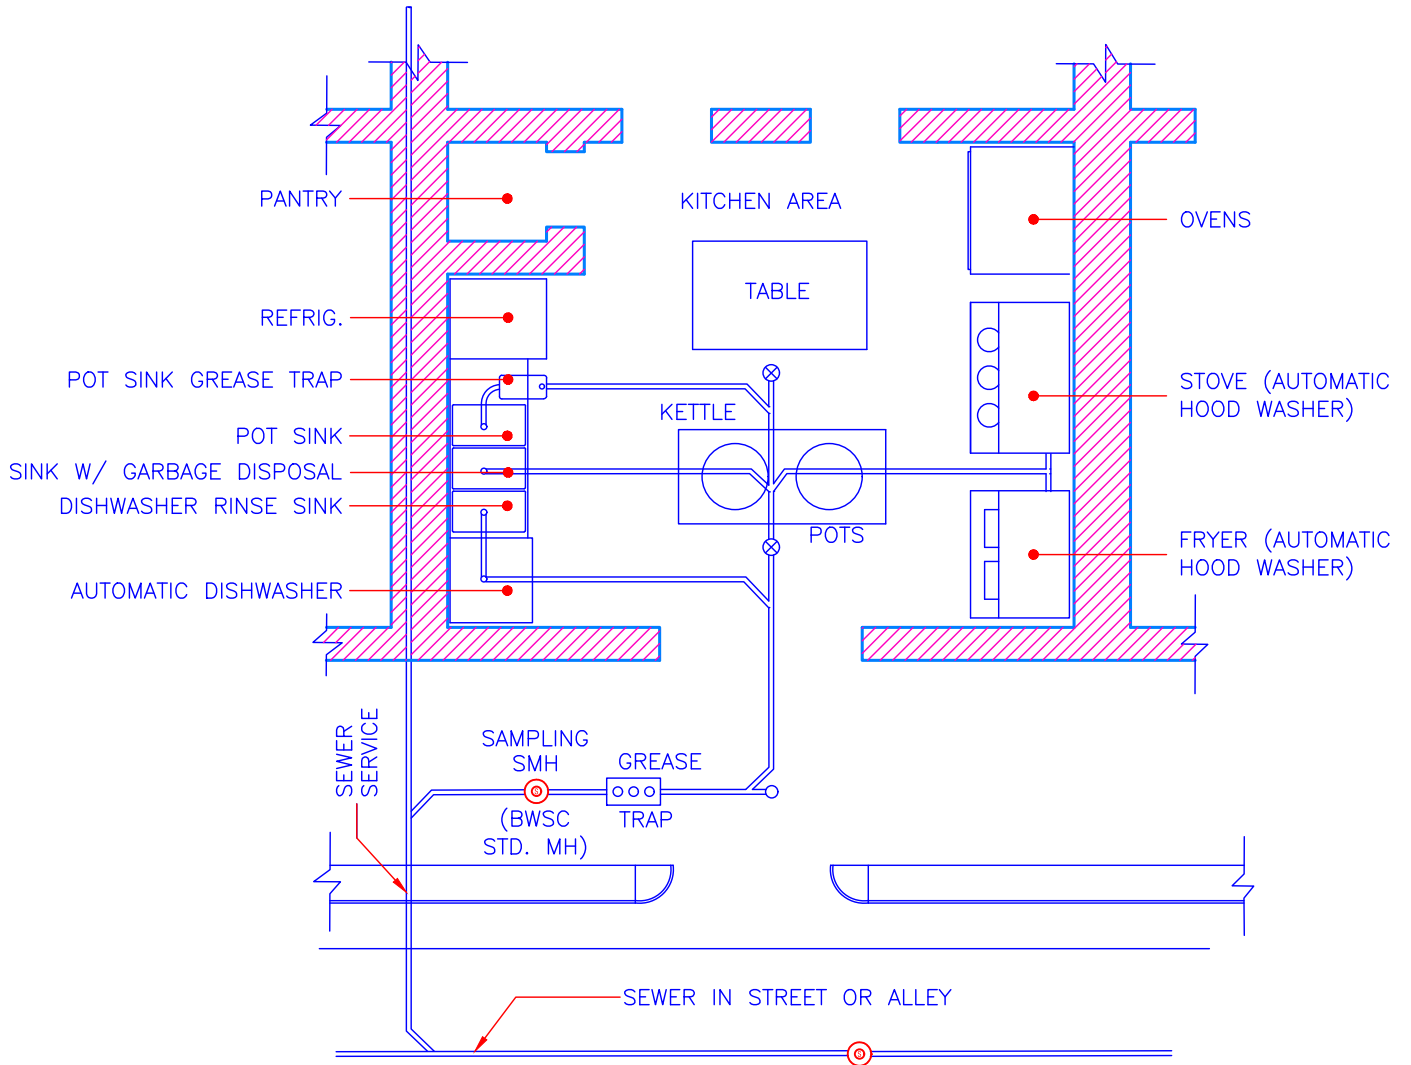 PANTRY
KITCHEN AREA
OVENS
TABLE
REFRIG.
POT SINK GREASE TRAP
STOVE (AUTOMATIC
HOOD WASHER)
KETTLE
POT SINK
SINK W/ GARBAGE DISPOSAL
DISHWASHER RINSE SINK
POTS
FRYER (AUTOMATIC
HOOD WASHER)
AUTOMATIC DISHWASHER
SEWER
SERVICE
SAMPLING
SMH
(BWSC
STD. MH)
S
GREASE
TRAP
SEWER IN STREET OR ALLEY
S